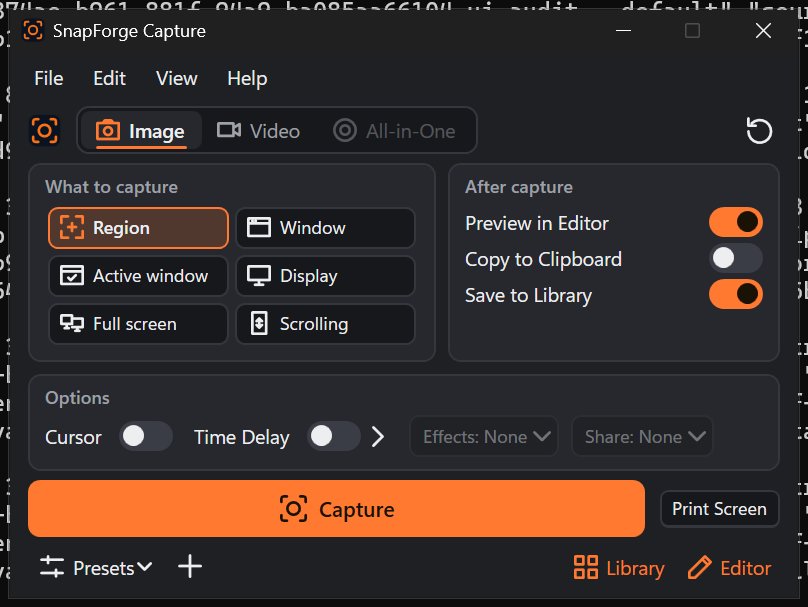 SnapForge Capture
File Edit View Help
Image Video All-in-One
What to capture
Region Window
Active window Display
Full screen Scrolling
After capture
Preview in Editor
Copy to Clipboard
Save to Library
Options
Cursor Time Delay Effects: None Share: None
Capture Print Screen
Presets Library Editor